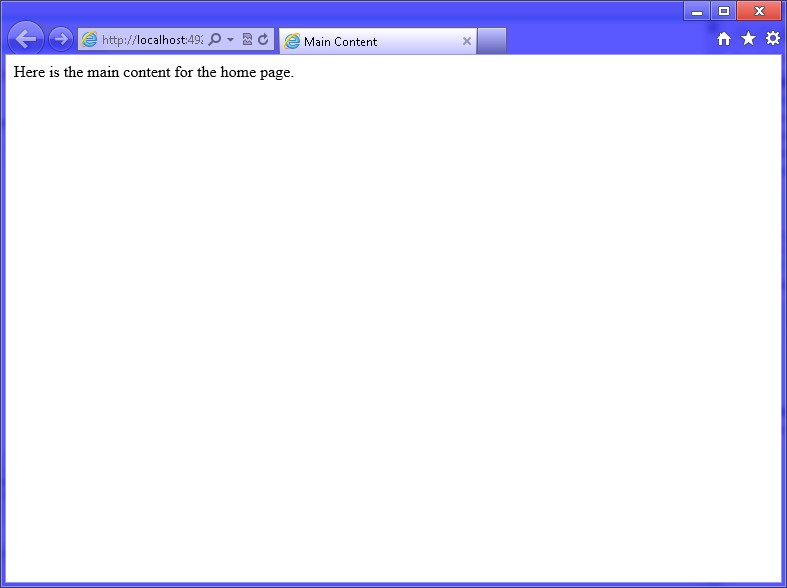 http://localhost:49
Main Content
Here is the main content for the home page.